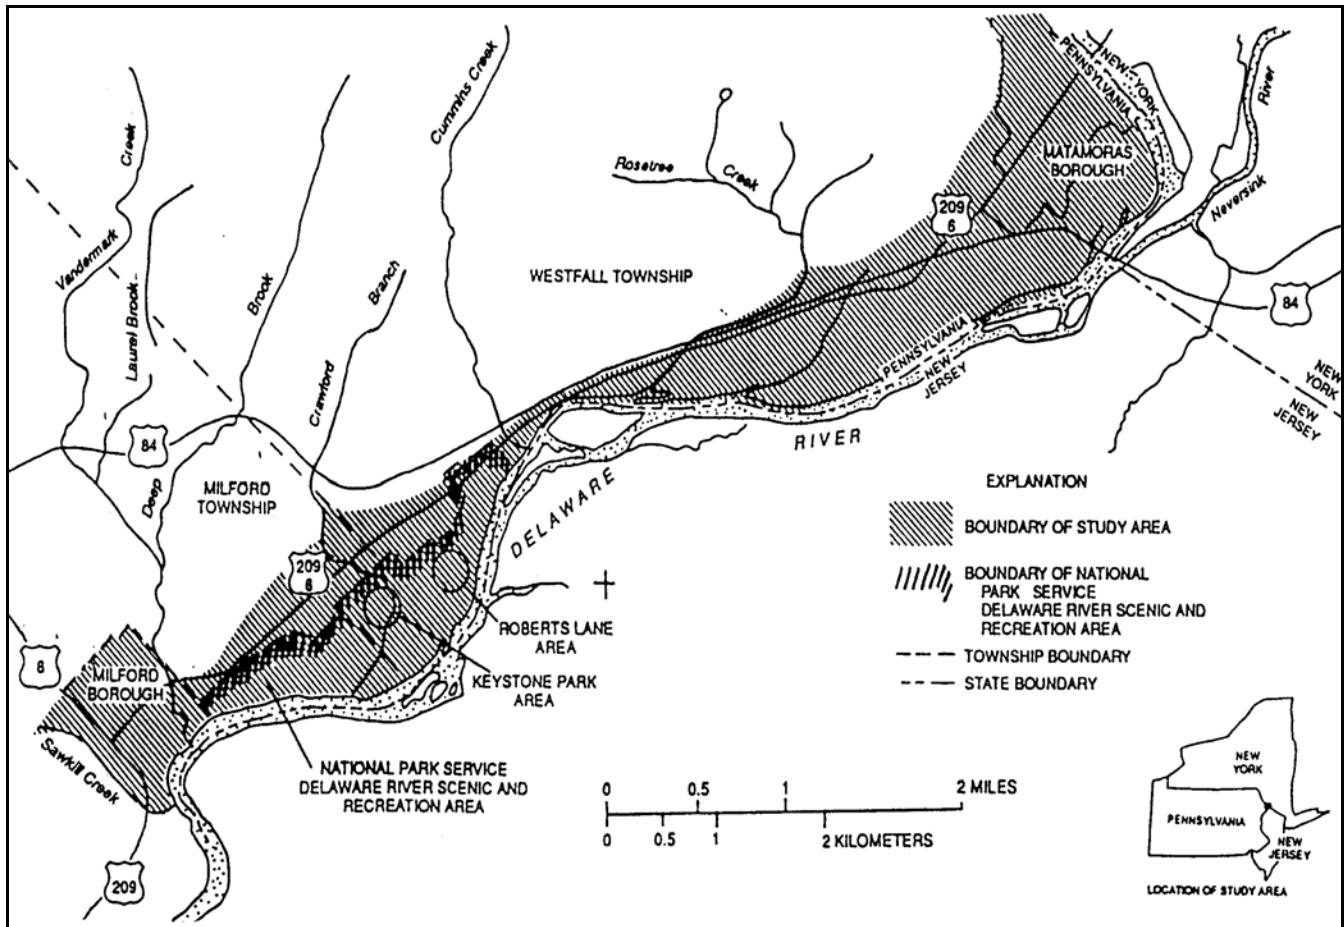 Vandermark
Creek
Laurel Brook
Deep
Brook
Crawford
Branch
Cummins Creek
Rosetree
Creek
WESTFALL TOWNSHIP
PENNSYLVANIA
NEW YORK
PENNSYLVANIA
MATAMORAS
BOROUGH
209
6
Neversink
River
84
NEW
YORK
NEW
JERSEY
PENNSYLVANIA
NEW
JERSEY
DELAWARE
RIVER
84
MILFORD
TOWNSHIP
209
6
6
MILFORD
BOROUGH
Sawkill Creek
209
ROBERTS LANE
AREA
KEYSTONE PARK
AREA
NATIONAL PARK SERVICE
DELAWARE RIVER SCENIC AND
RECREATION AREA
EXPLANATION
BOUNDARY OF STUDY AREA
BOUNDARY OF NATIONAL
PARK SERVICE
DELAWARE RIVER SCENIC AND
RECREATION AREA
TOWNSHIP BOUNDARY
STATE BOUNDARY
0 0.5 1 2 MILES
0 0.5 1 2 KILOMETERS
NEW
YORK
PENNSYLVANIA
NEW
JERSEY
LOCATION OF STUDY AREA